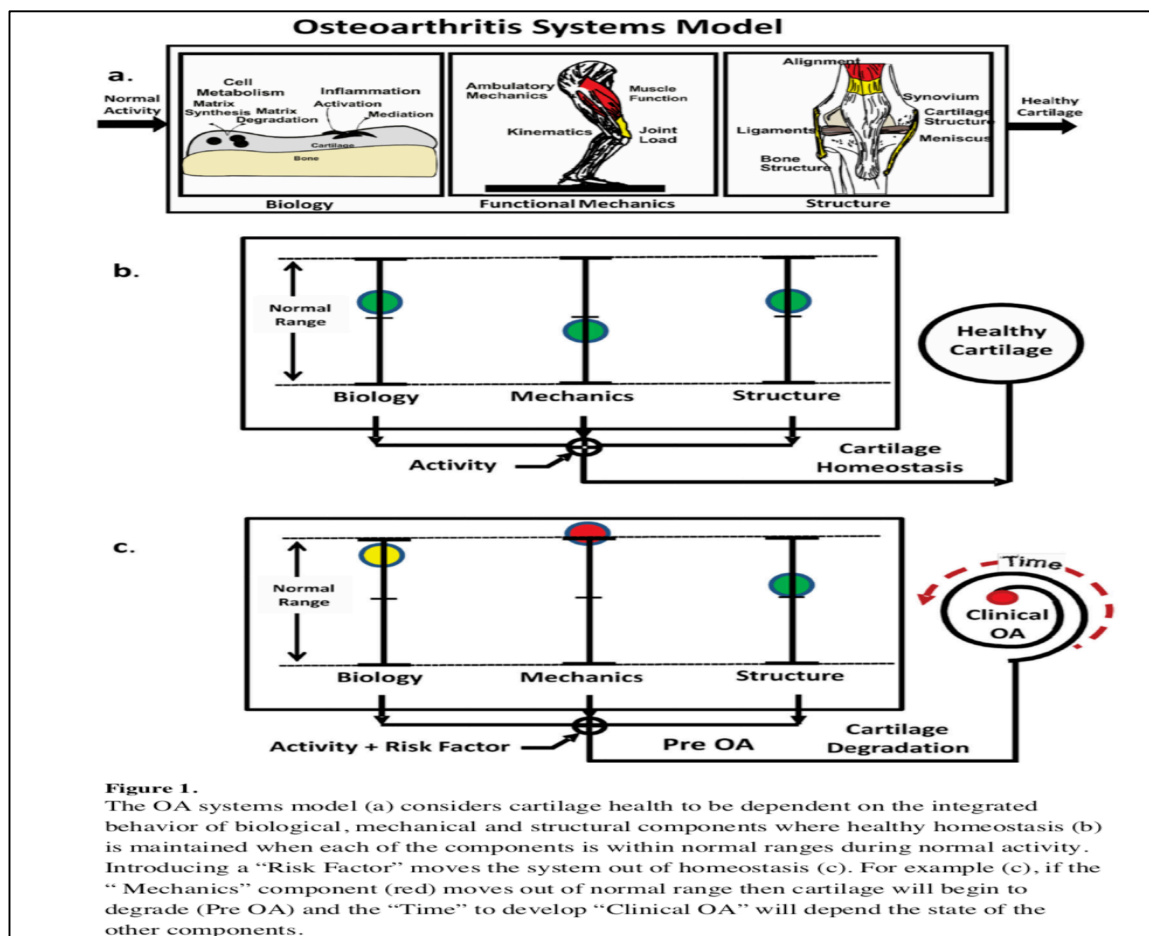 Osteoarthritis Systems Model
a.
Normal
Activity
Cell
Metabolism
Matrix
Synthesis
Matrix
Degradation
Inflammation
Activation
Mediation
Cartilage
Bone
Biology
Ambulatory
Mechanics
Muscle
Function
Kinematics
Joint
Load
Functional Mechanics
Alignment
Synovium
Cartilage
Structure
Ligaments
Meniscus
Bone
Structure
Structure
Healthy
Cartilage
b.
Normal
Range
Biology
Mechanics
Structure
Activity
Cartilage
Homeostasis
Healthy
Cartilage
c.
Normal
Range
Biology
Mechanics
Structure
Activity + Risk Factor
Pre OA
Cartilage
Degradation
Time
Clinical
OA
Figure 1.
The OA systems model (a) considers cartilage health to be dependent on the integrated
behavior of biological, mechanical and structural components where healthy homeostasis (b)
is maintained when each of the components is within normal ranges during normal activity.
Introducing a “Risk Factor” moves the system out of homeostasis (c). For example (c), if the
“ Mechanics” component (red) moves out of normal range then cartilage will begin to
degrade (Pre OA) and the “Time” to develop “Clinical OA” will depend the state of the
other components.